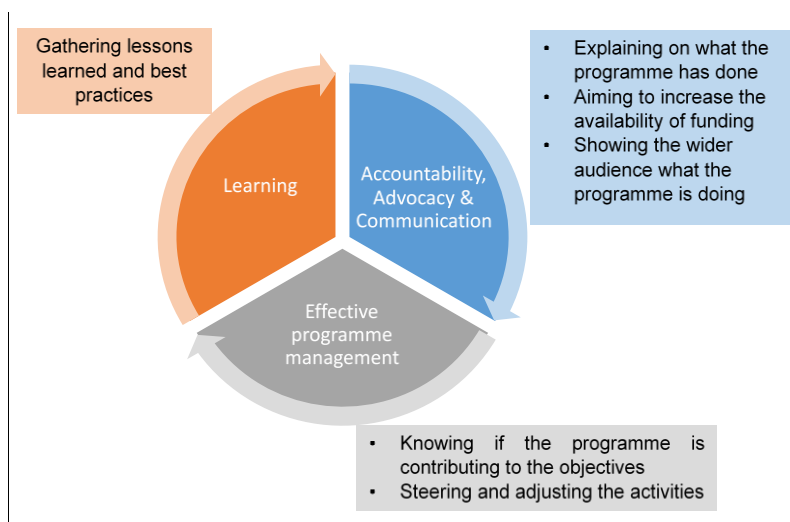 Gathering lessons
learned and best
practices
Learning
Accountability,
Advocacy &
Communication
• Explaining on what the
programme has done
• Aiming to increase the
availability of funding
• Showing the wider
audience what the
programme is doing
Effective
programme
management
• Knowing if the programme is
contributing to the objectives
• Steering and adjusting the activities